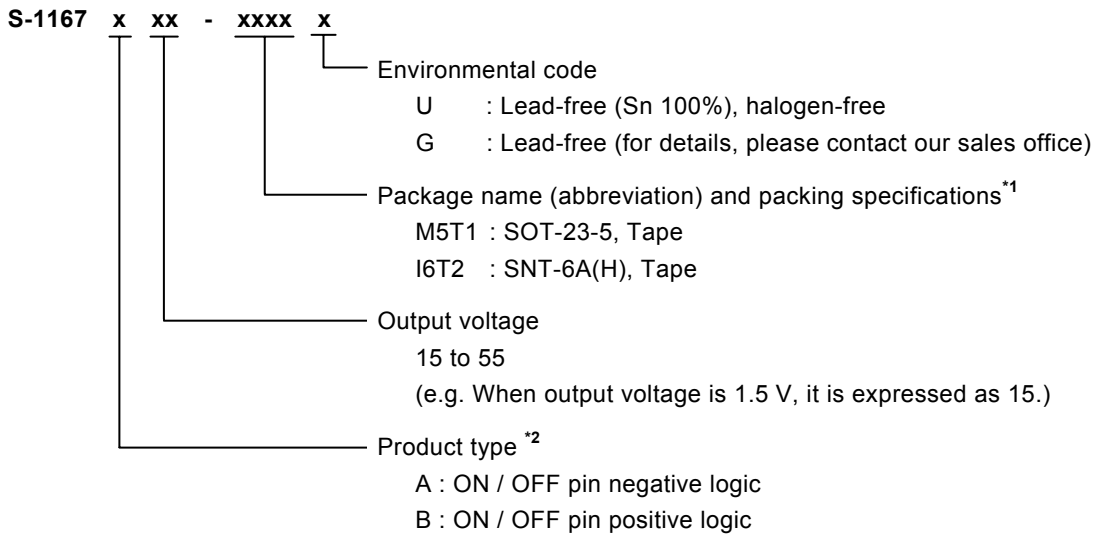 S-1167 x xx - xxxx x
Environmental code
U : Lead-free (Sn 100%), halogen-free
G : Lead-free (for details, please contact our sales office)
Package name (abbreviation) and packing specifications*1
M5T1 : SOT-23-5, Tape
I6T2 : SNT-6A(H), Tape
Output voltage
15 to 55
(e.g. When output voltage is 1.5 V, it is expressed as 15.)
Product type *2
A : ON / OFF pin negative logic
B : ON / OFF pin positive logic